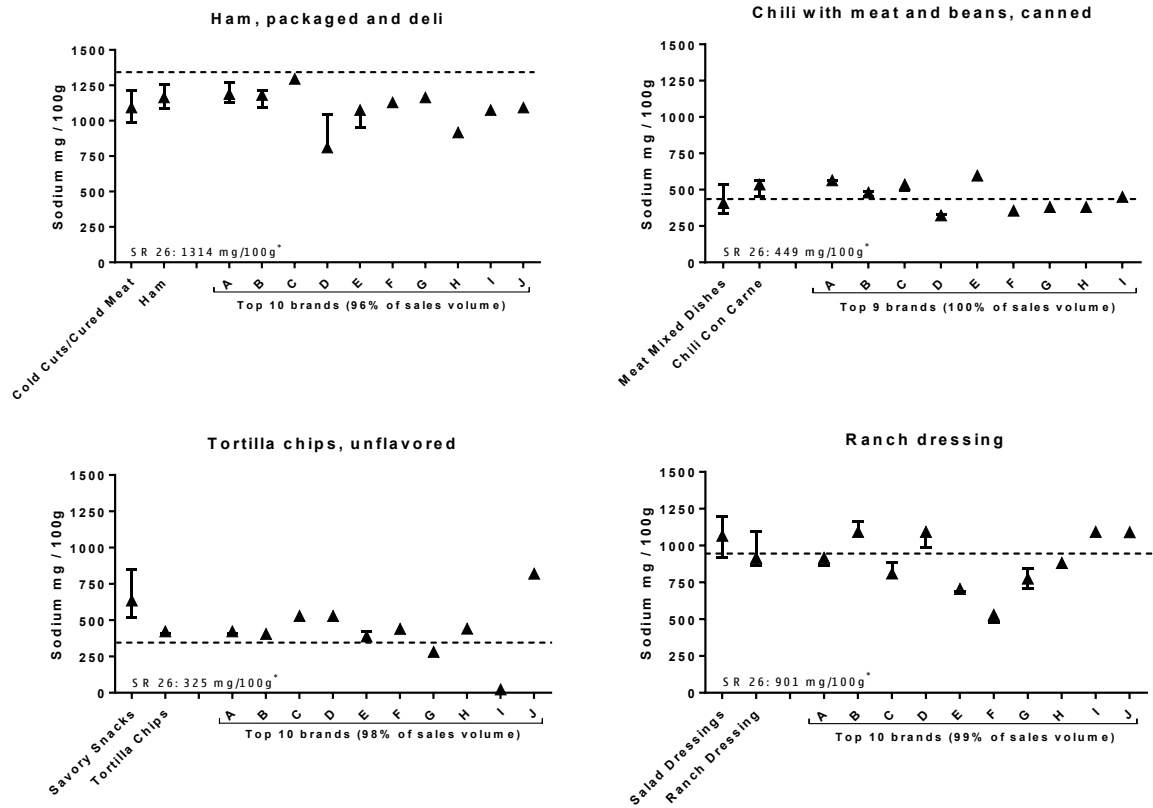 Ham, packaged and deli
Sodium mg / 100g
1500
1250
1000
750
500
250
0
SR 26: 1314 mg/100g*
Cold Cuts/Cured Meat
Ham
A
B
C
D
E
F
G
H
I
J
Top 10 brands (96% of sales volume)
Chili with meat and beans, canned
Sodium mg / 100g
1500
1250
1000
750
500
250
0
SR 26: 449 mg/100g*
Meat Mixed Dishes
Chili Con Carne
A
B
C
D
E
F
G
H
I
Top 9 brands (100% of sales volume)
Tortilla chips, unflavored
Sodium mg / 100g
1500
1250
1000
750
500
250
0
SR 26: 325 mg/100g*
Savory Snacks
Tortilla Chips
A
B
C
D
E
F
G
H
I
J
Top 10 brands (98% of sales volume)
Ranch dressing
Sodium mg / 100g
1500
1250
1000
750
500
250
0
SR 26: 901 mg/100g*
Salad Dressings
Ranch Dressing
A
B
C
D
E
F
G
H
I
J
Top 10 brands (99% of sales volume)